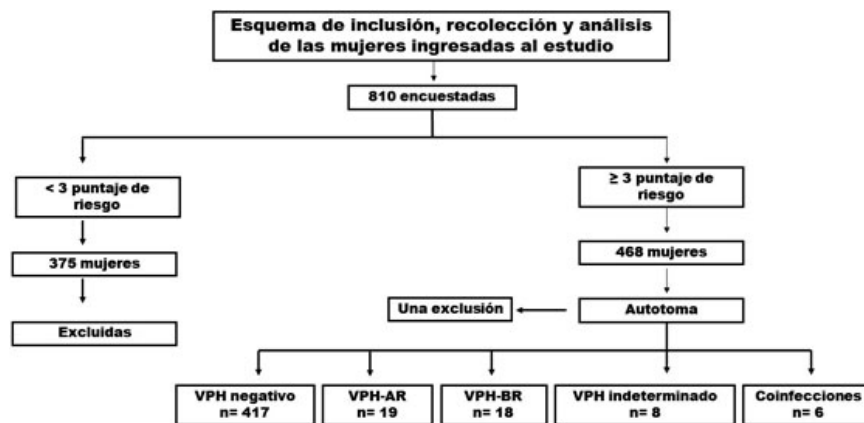 Esquema de inclusión, recolección y análisis
de las mujeres ingresadas al estudio
810 encuestadas
< 3 puntaje de
riesgo
≥ 3 puntaje de
riesgo
375 mujeres
468 mujeres
Una exclusión
Autotoma
Excluidas
VPH negativo
n= 417
VPH-AR
n= 19
VPH-BR
n= 18
VPH indeterminado
n= 8
Coinfecciones
n= 6